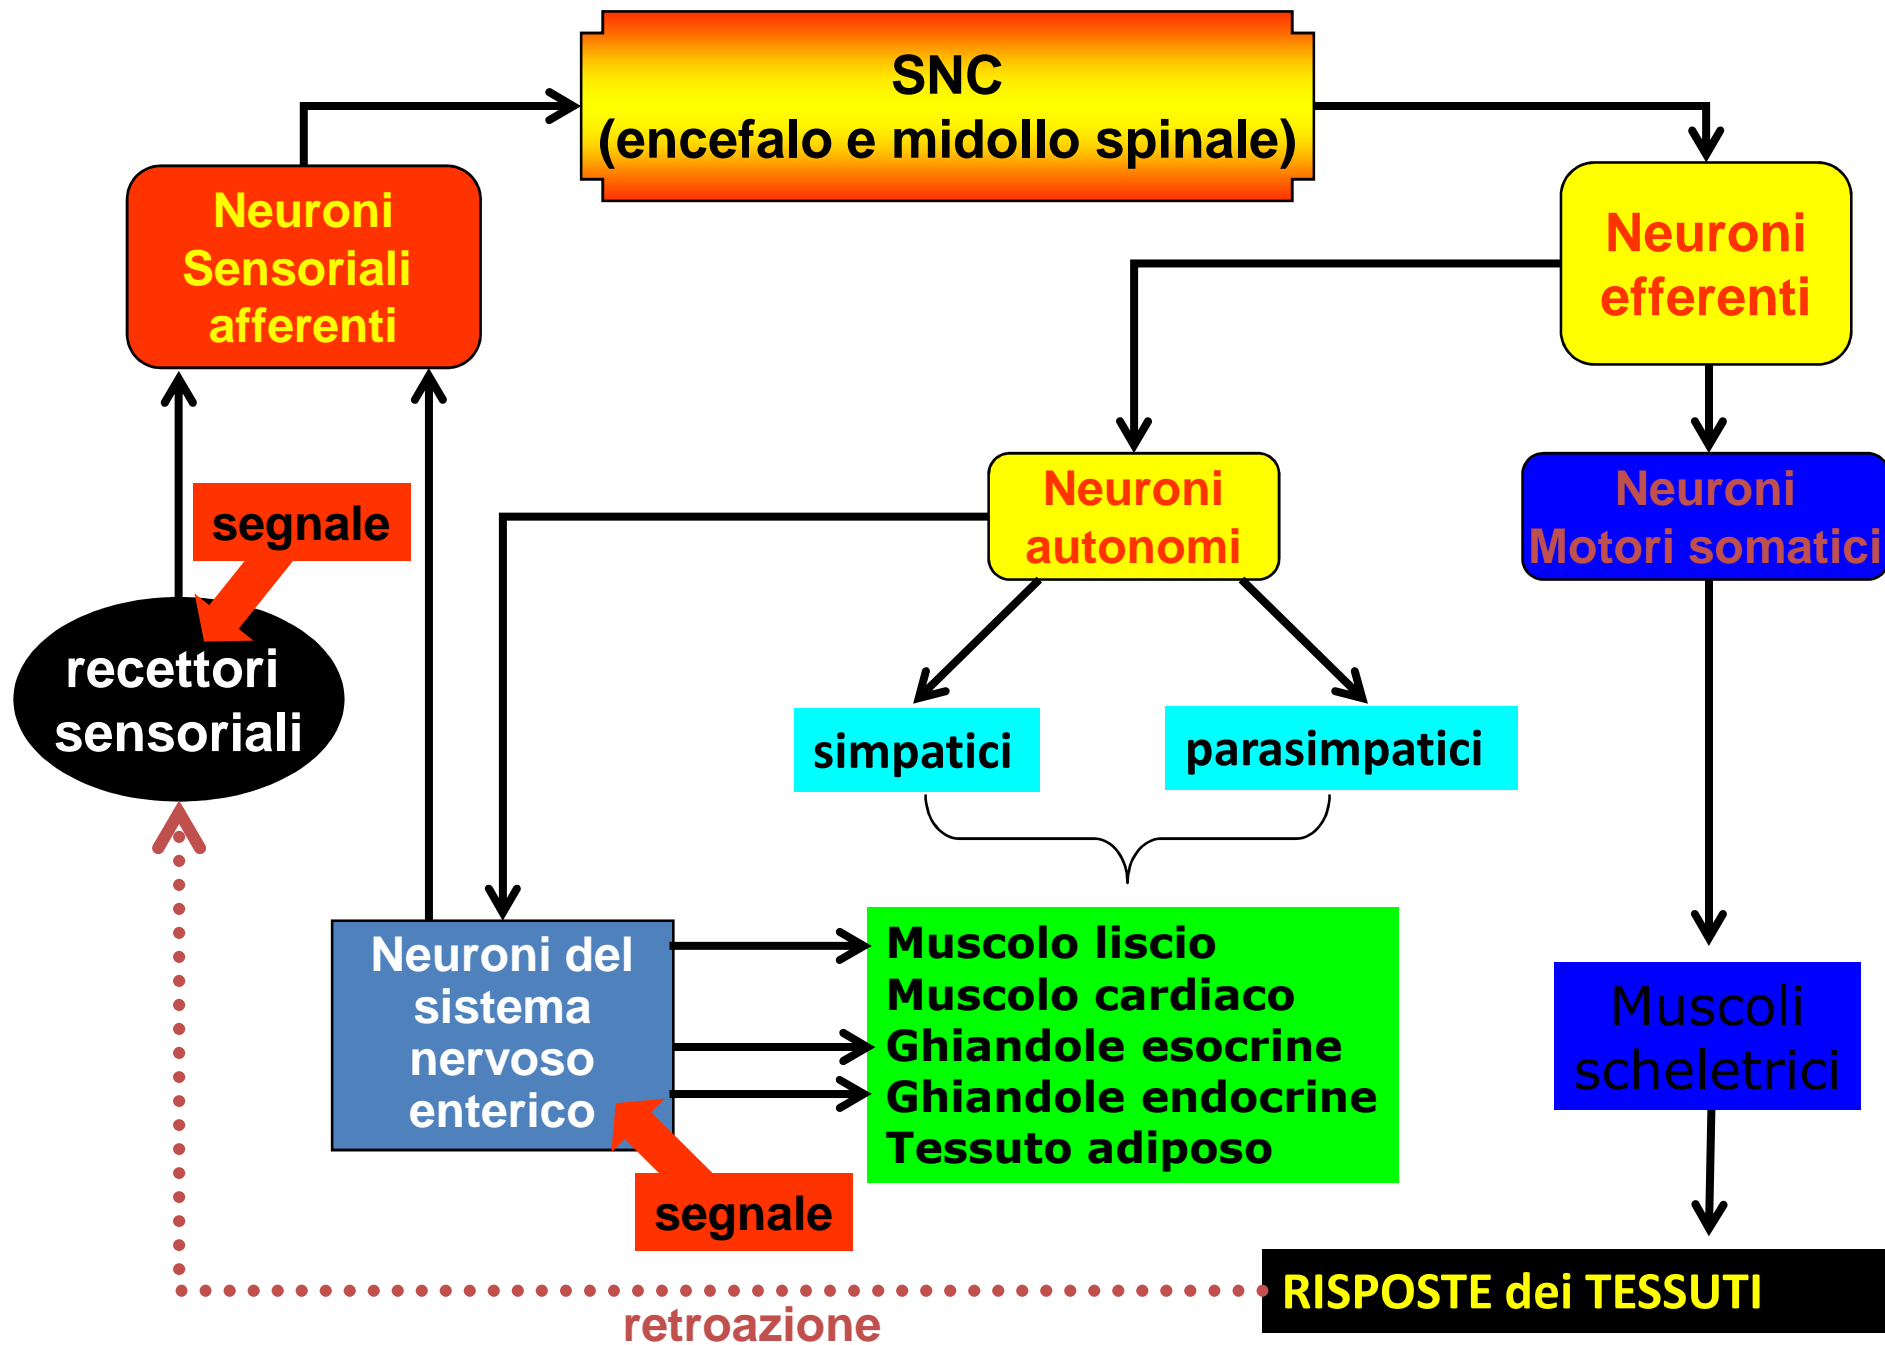 SNC
(encefalo e midollo spinale)
Neuroni
Sensoriali
afferenti
Neuroni
efferenti
segnale
Neuroni
autonomi
Neuroni
Motori somatici
recettori
sensoriali
simpatici
parasimpatici
Neuroni del
sistema
nervoso
enterico
Muscolo liscio
Muscolo cardiaco
Ghiandole esocrine
Ghiandole endocrine
Tessuto adiposo
Muscoli
scheletrici
segnale
RISPOSTE dei TESSUTI
retroazione